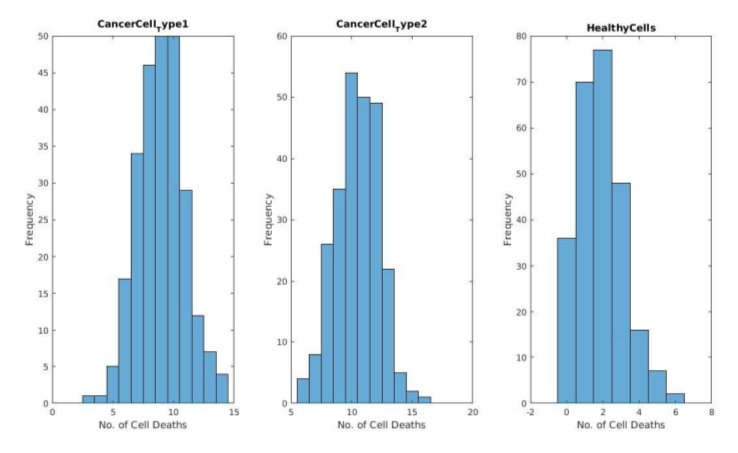 CancerCell_Type1
50
45
40
35
30
25
20
15
10
5
0
Frequency
0 5 10 15
No. of Cell Deaths
CancerCell_Type2
60
50
40
30
20
10
0
Frequency
5 10 15 20
No. of Cell Deaths
HealthyCells
80
70
60
50
40
30
20
10
0
Frequency
-2 0 2 4 6 8
No. of Cell Deaths